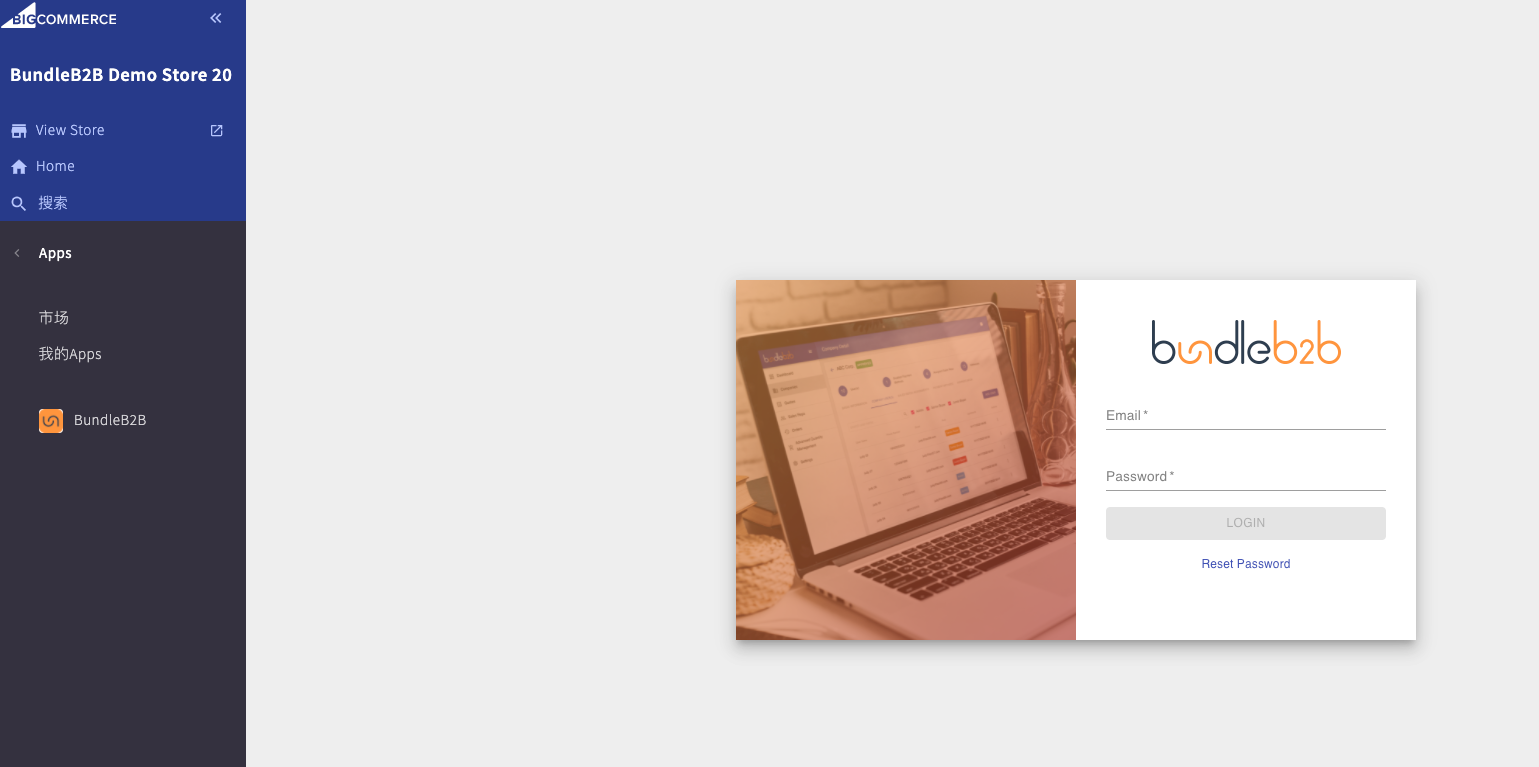 BIGCOMMERCE
BundleB2B Demo Store 20
View Store
Home
搜索
Apps
市场
我的Apps
BundleB2B
bundleb2b
Email *
Password *
LOGIN
Reset Password